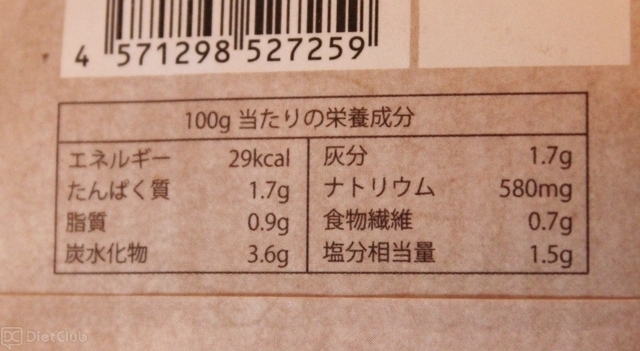 4 571298 527259
100g 当たりの栄養成分
エネルギー 29kcal 灰分 1.7g
たんぱく質 1.7g ナトリウム 580mg
脂質 0.9g 食物繊維 0.7g
炭水化物 3.6g 塩分相当量 1.5g
DC DietClub